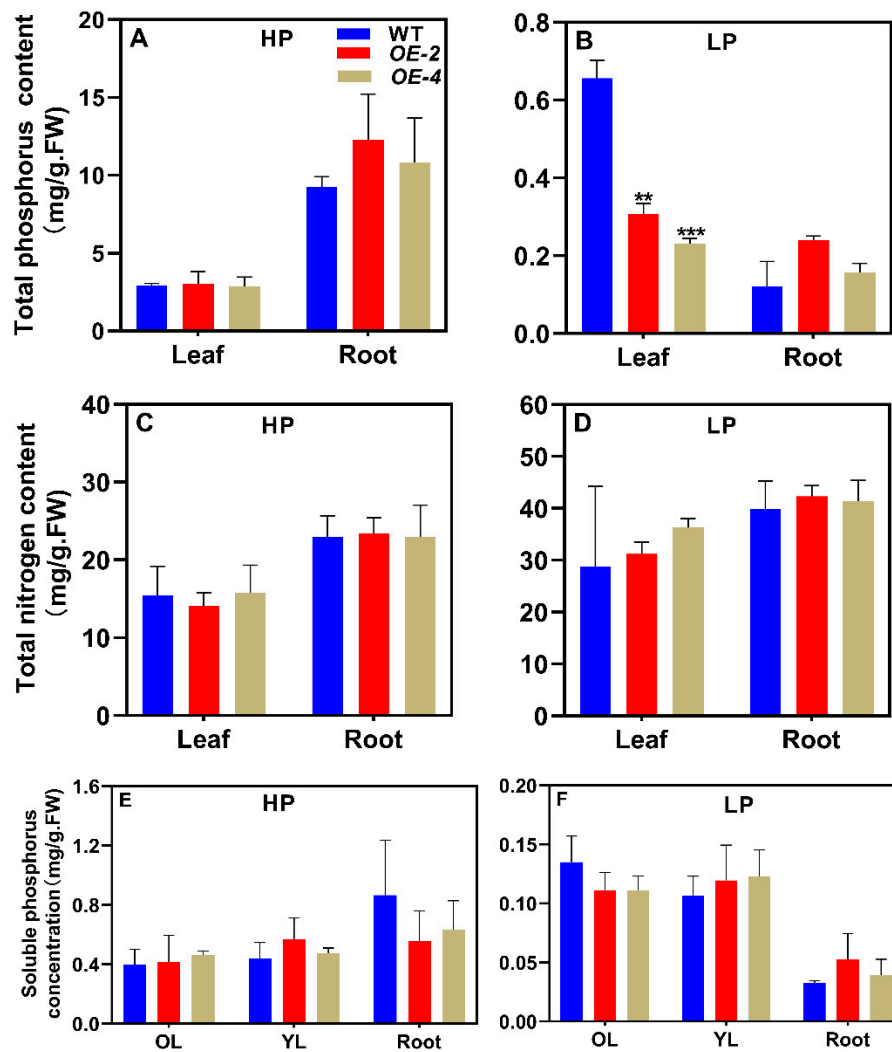 Total phosphorus content
(mg/g.FW)
A
HP
WT
OE-2
OE-4
20
15
10
5
0
Leaf
Root
B
LP
0.8
0.6
0.4
0.2
0.0
**
***
Leaf
Root
Total nitrogen content
(mg/g.FW)
C
HP
40
30
20
10
0
Leaf
Root
D
LP
60
50
40
30
20
10
0
Leaf
Root
Soluble phosphorus
concentration (mg/g.FW)
E
HP
1.6
1.2
0.8
0.4
0.0
OL
YL
Root
F
LP
0.20
0.15
0.10
0.05
0.00
OL
YL
Root